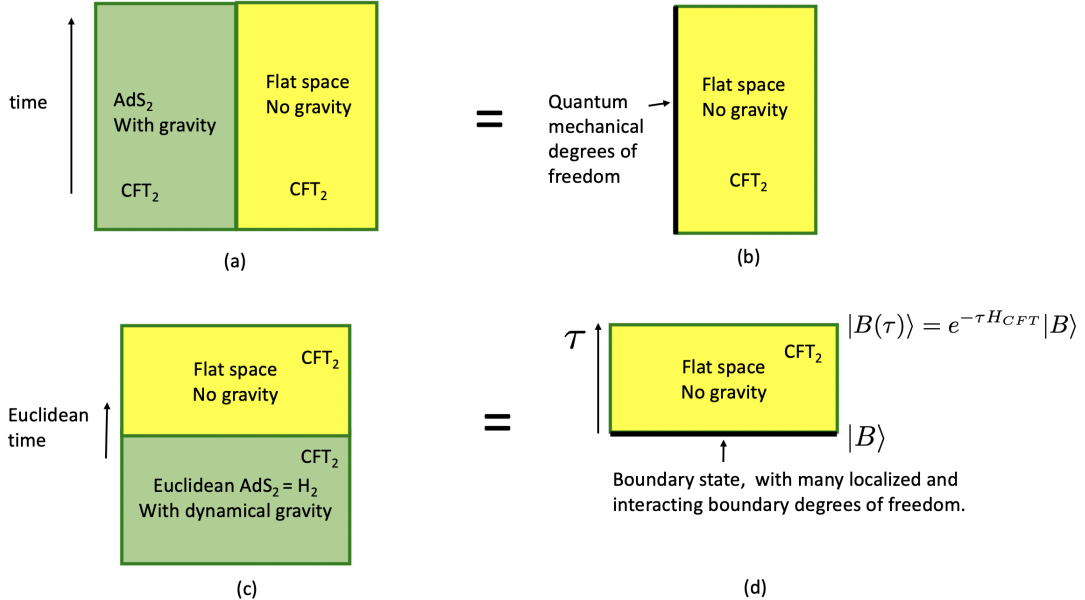 time
AdS₂
With gravity
CFT₂
Flat space
No gravity
CFT₂
(a)
=
Quantum
mechanical
degrees of
freedom
Flat space
No gravity
CFT₂
(b)
Euclidean
time
CFT₂
Flat space
No gravity
CFT₂
Euclidean AdS₂ = H₂
With dynamical gravity
(c)
=
τ
CFT₂
Flat space
No gravity
|B(τ)⟩ = e^{−τH_{CFT}}|B⟩
|B⟩
Boundary state, with many localized and
interacting boundary degrees of freedom.
(d)